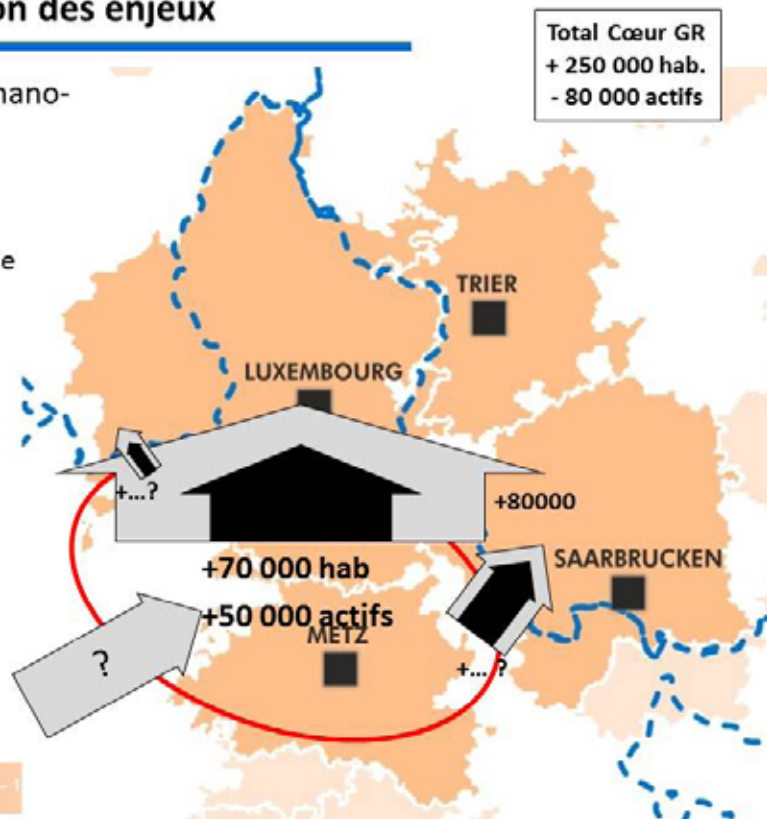 on des enjeux
Total Cœur GR
+ 250 000 hab.
- 80 000 actifs
nano-
e
TRIER
LUXEMBOURG
+...?
+80000
+70 000 hab
SAARBRUCKEN
+50 000 actifs
METZ
?
+... ?